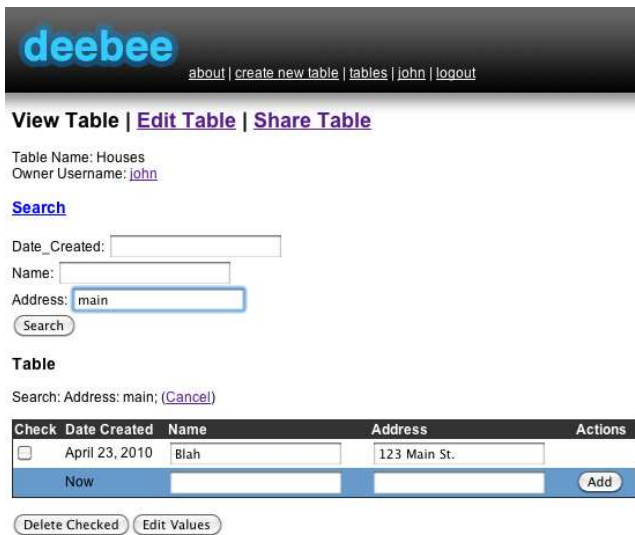 deebee
about | create new table | tables | john | logout
View Table | Edit Table | Share Table
Table Name: Houses
Owner Username: john
Search
Date_Created:
Name:
Address: main
Search
Table
Search: Address: main; (Cancel)
Check Date Created Name Address Actions
April 23, 2010 Blah 123 Main St.
Now Add
Delete Checked Edit Values